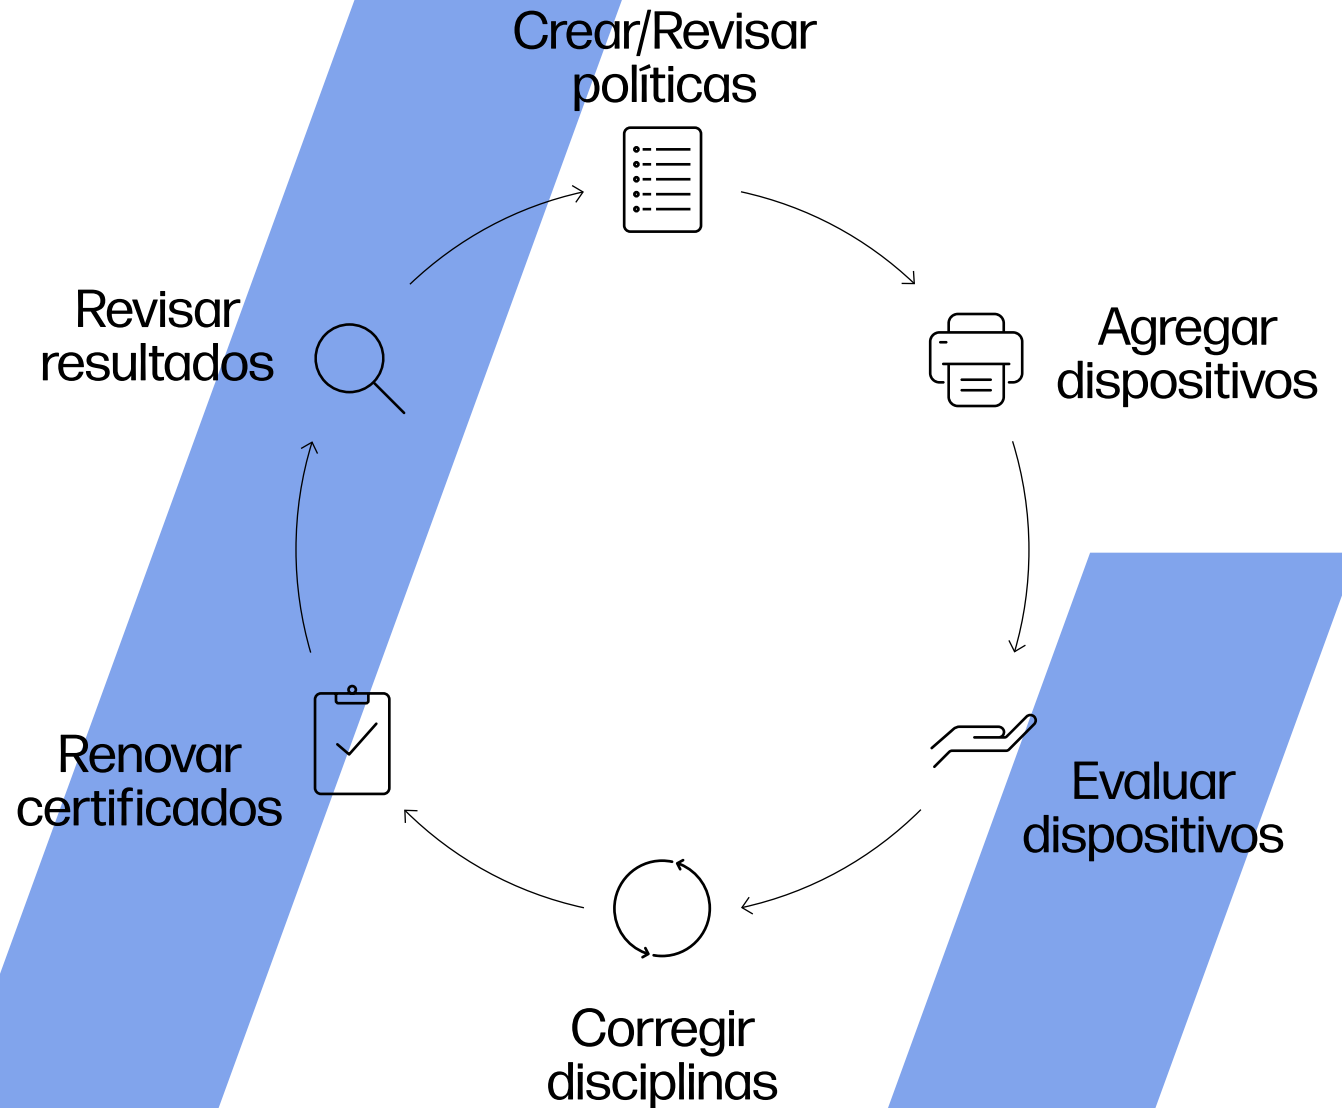 Crear/Revisar
políticas
Agregar
dispositivos
Evaluar
dispositivos
Corregir
disciplinas
Renovar
certificados
Revisar
resultados